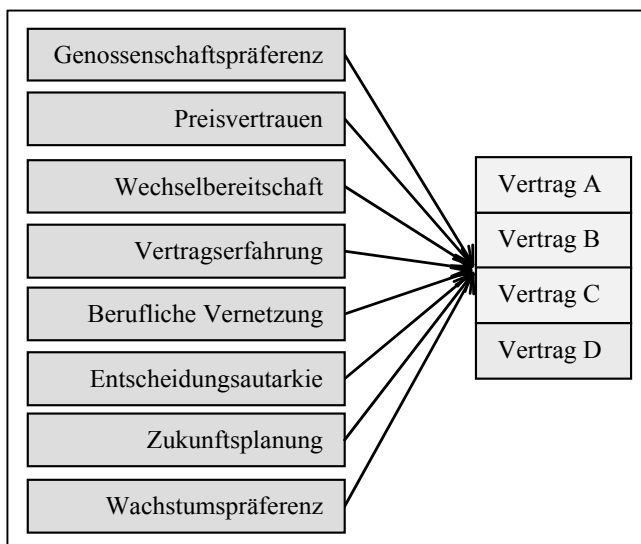 Genossenschaftspräferenz
Preisvertrauen
Wechselbereitschaft
Vertragserfahrung
Berufliche Vernetzung
Entscheidungsautarkie
Zukunftsplanung
Wachstumspräferenz
Vertrag A
Vertrag B
Vertrag C
Vertrag D